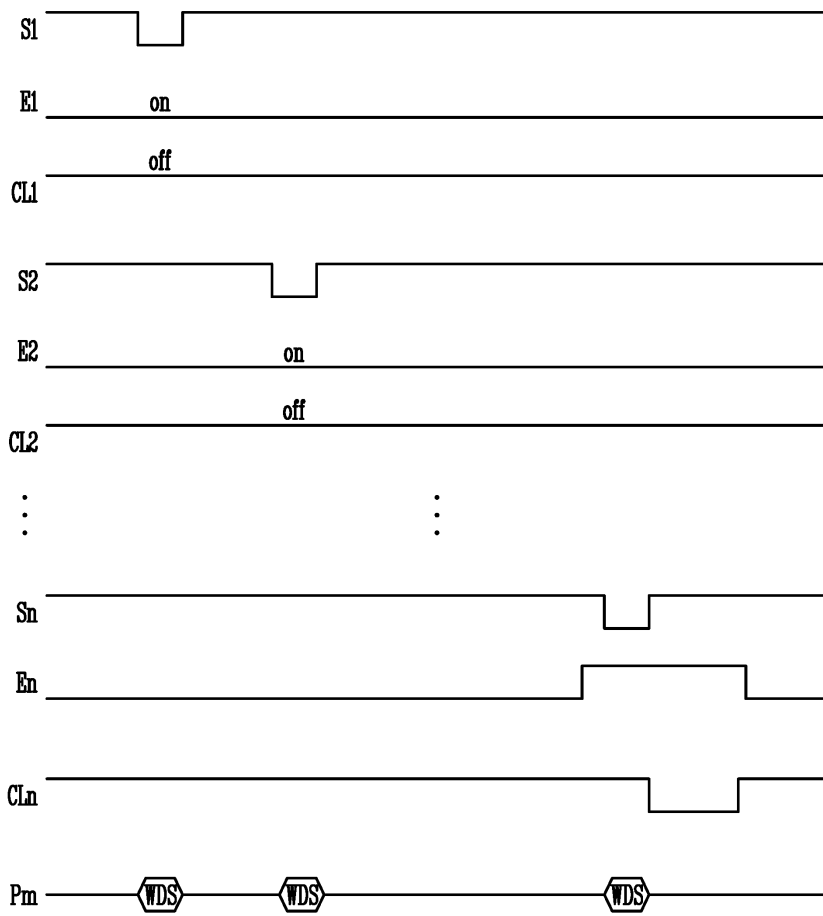 S1
E1 on
off
CL1
S2
E2 on
off
CL2
Sn
En
CLn
Pm WDS WDS WDS